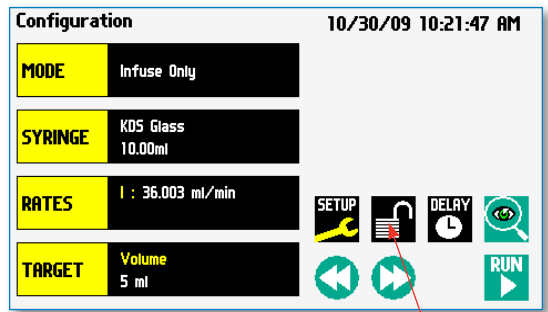 Configuration
10/30/09 10:21:47 AM
MODE
Infuse Only
SYRINGE
KDS Glass
10.00ml
RATES
I : 36.003 ml/min
TARGET
Volume
5 ml
SETUP
DELAY
RUN